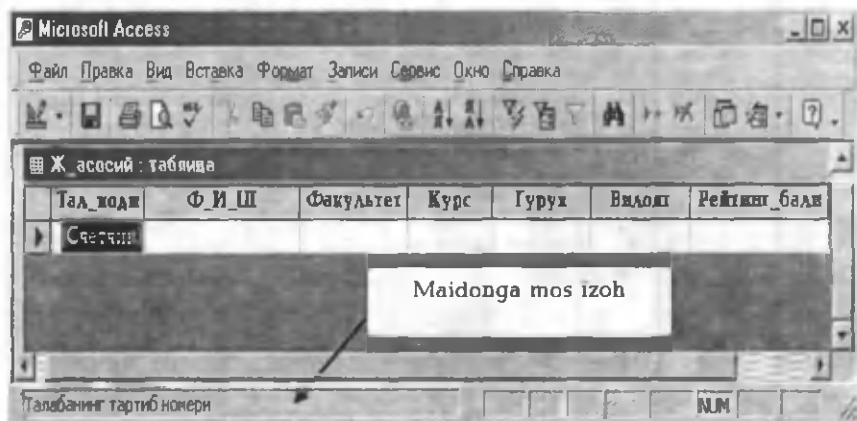 Microsoft Access
Файл Правка Вид Вставка Формат Записи Сервис Окно Справка
Ж_асосий : таблица
Тал_коди Ф_И_Ш Факультет Курс Гурух Вилоят Рейтинг_бали
Счетчик
Maidonga mos izoh
Талабанинг тартиб номери
NUM